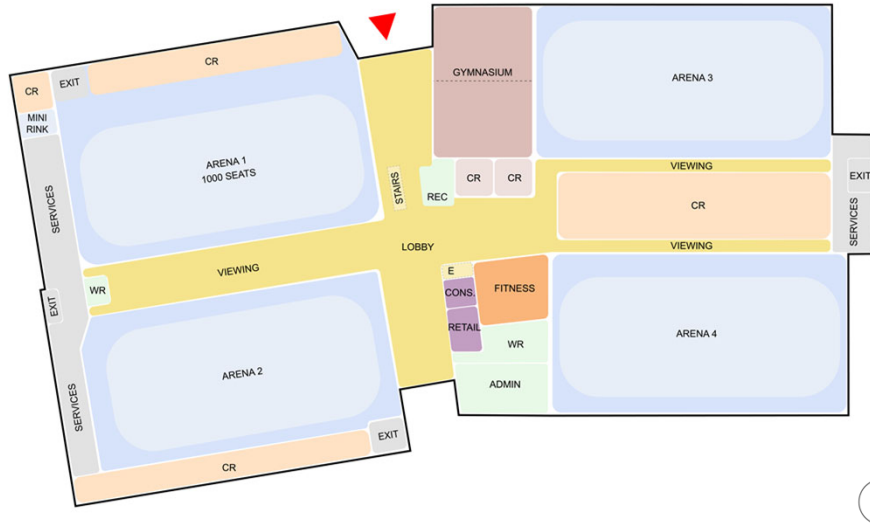 CR
EXIT
CR
MINI
RINK
ARENA 1
1000 SEATS
SERVICES
VIEWING
WR
EXIT
ARENA 2
SERVICES
EXIT
CR
GYMNASIUM
ARENA 3
STAIRS
REC
CR
CR
VIEWING
CR
EXIT
SERVICES
LOBBY
VIEWING
E
CONS.
FITNESS
RETAIL
WR
ARENA 4
ADMIN